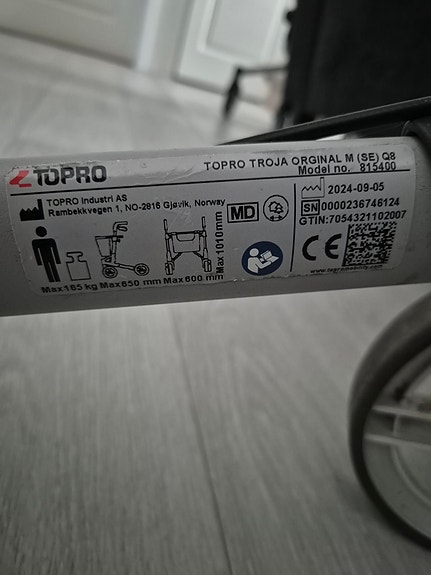 TOPRO
TOPRO TROJA ORGINAL M (SE) Q8
Model no. 815400
TOPRO Industri AS
Rambekkvegen 1, NO-2815 Gjøvik, Norway
MD
2024-09-05
SN 0000236746124
GTIN:7054321102007
CE
Max 165 kg Max 650 mm Max 600 mm
Max 1010mm